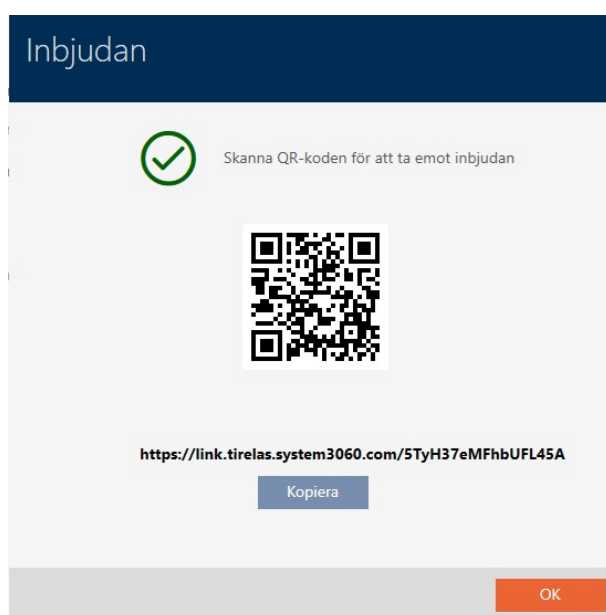 Inbjudan
Skanna QR-koden för att ta emot inbjudan
https://link.tirelas.system3060.com/5TyH37eMFhbUFL45A
Kopiera
OK